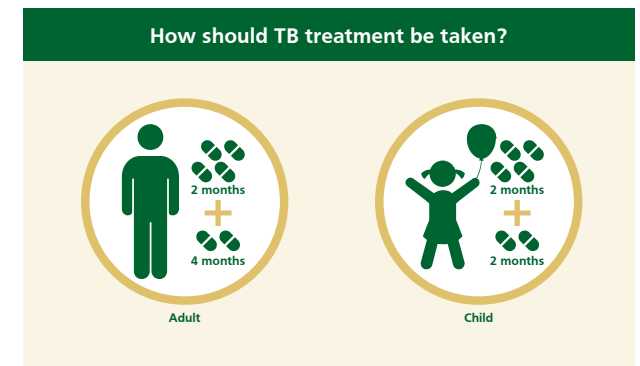 How should TB treatment be taken?
2 months
4 months
Adult
2 months
2 months
Child